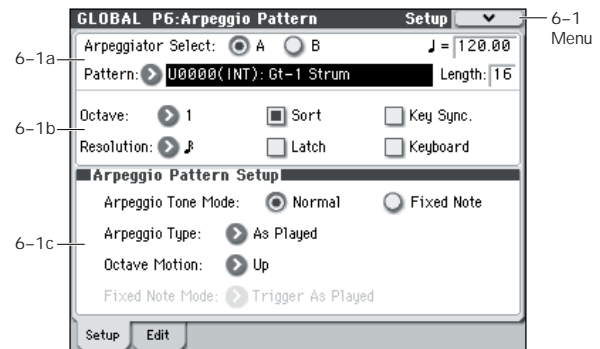 GLOBAL P6:Arpeggio Pattern Setup
6-1
Menu
6-1a
Arpeggiator Select: A B ♩ = 120.00
Pattern: U0000(INT): Gt-1 Strum Length: 16
6-1b
Octave: 1 Sort Key Sync.
Resolution: Latch Keyboard
6-1c
Arpeggio Pattern Setup
Arpeggio Tone Mode: Normal Fixed Note
Arpeggio Type: As Played
Octave Motion: Up
Fixed Note Mode: Trigger As Played
Setup Edit